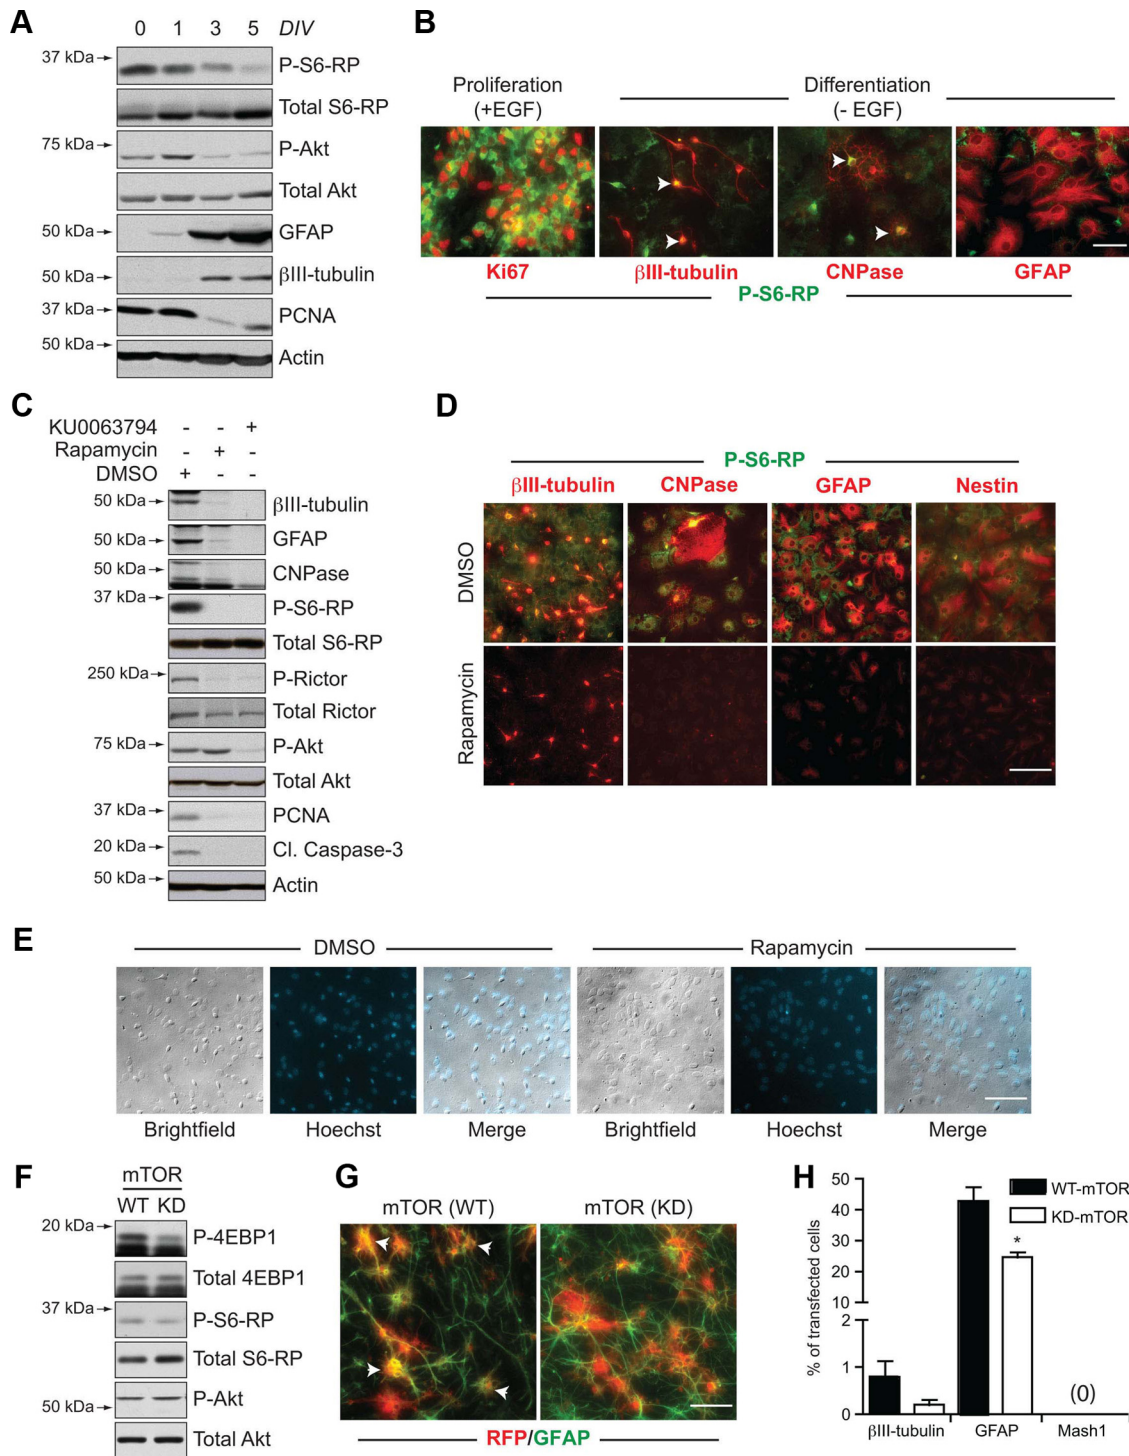 A
0 1 3 5 DIV
37 kDa
P-S6-RP
Total S6-RP
75 kDa
P-Akt
Total Akt
50 kDa
GFAP
50 kDa
βIII-tubulin
37 kDa
PCNA
50 kDa
Actin
B
Proliferation
(+EGF)
Differentiation
(- EGF)
Ki67
βIII-tubulin
CNPase
GFAP
P-S6-RP
C
KU0063794 - - +
Rapamycin - + -
DMSO + - -
50 kDa
βIII-tubulin
50 kDa
GFAP
50 kDa
CNPase
37 kDa
P-S6-RP
Total S6-RP
250 kDa
P-Rictor
Total Rictor
75 kDa
P-Akt
Total Akt
37 kDa
PCNA
20 kDa
Cl. Caspase-3
50 kDa
Actin
D
P-S6-RP
βIII-tubulin CNPase GFAP Nestin
DMSO
Rapamycin
E
DMSO
Rapamycin
Brightfield Hoechst Merge Brightfield Hoechst Merge
F
mTOR
WT KD
20 kDa
P-4EBP1
Total 4EBP1
37 kDa
P-S6-RP
Total S6-RP
P-Akt
50 kDa
Total Akt
G
mTOR (WT) mTOR (KD)
RFP/GFAP
H
% of transfected cells
50
40
30
20
10
2
1
0
WT-mTOR
KD-mTOR
*
(0)
βIII-tubulin GFAP Mash1